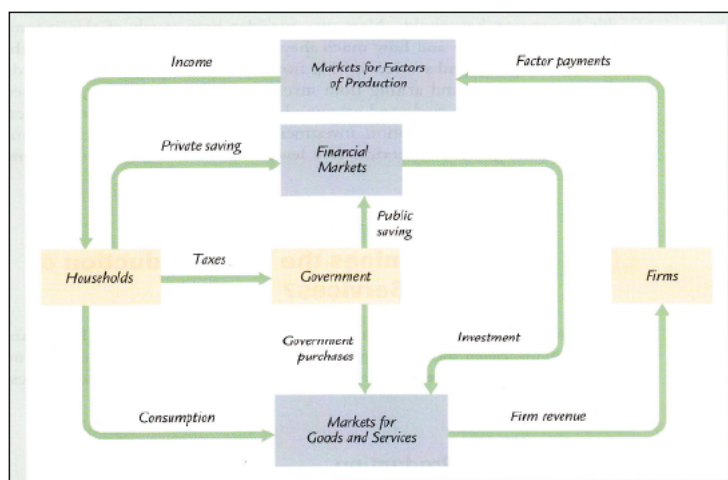 Income
Markets for Factors
of Production
Factor payments
Private saving
Financial
Markets
Public
saving
Households
Taxes
Government
Firms
Government
purchases
Investment
Consumption
Markets for
Goods and Services
Firm revenue